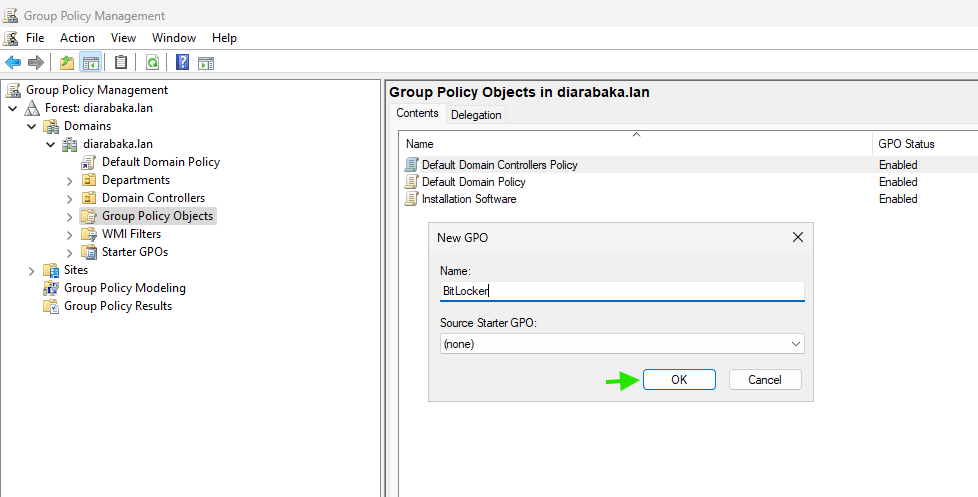 Group Policy Management
File Action View Window Help
Group Policy Management
Forest: diarabaka.lan
Domains
diarabaka.lan
Default Domain Policy
Departments
Domain Controllers
Group Policy Objects
WMI Filters
Starter GPOs
Sites
Group Policy Modeling
Group Policy Results
Group Policy Objects in diarabaka.lan
Contents Delegation
Name GPO Status
Default Domain Controllers Policy Enabled
Default Domain Policy Enabled
Installation Software Enabled
New GPO
Name:
BitLocker
Source Starter GPO:
(none)
OK Cancel